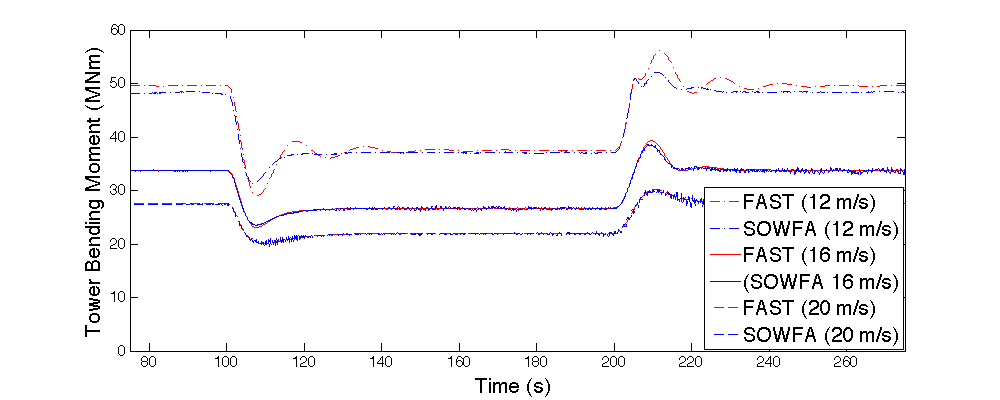 60
50
40
30
20
10
0
Tower Bending Moment (MNm)
80
100
120
140
160
180
200
220
240
260
Time (s)
FAST (12 m/s)
SOWFA (12 m/s)
FAST (16 m/s)
(SOWFA 16 m/s)
FAST (20 m/s)
SOWFA (20 m/s)